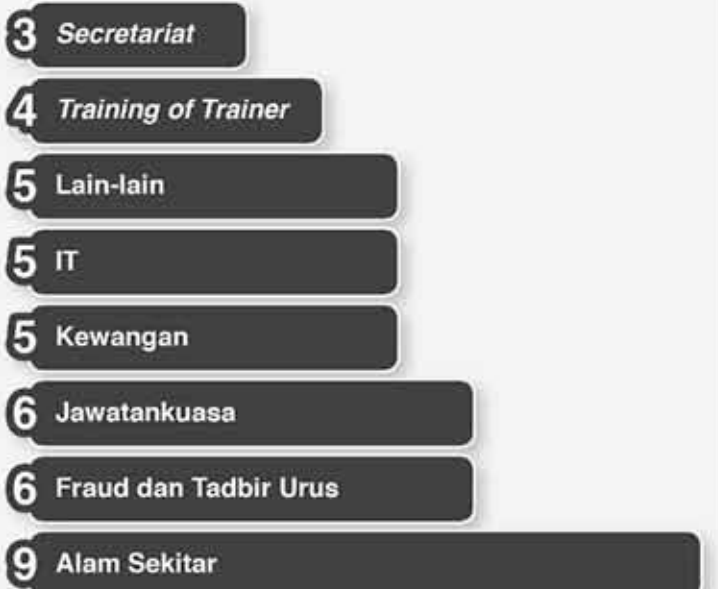 3 Secretariat
4 Training of Trainer
5 Lain-lain
5 IT
5 Kewangan
6 Jawatankuasa
6 Fraud dan Tadbir Urus
9 Alam Sekitar